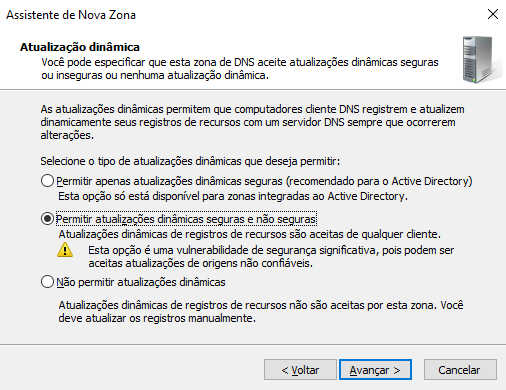 Assistente de Nova Zona
Atualização dinâmica
Você pode especificar que esta zona de DNS aceite atualizações dinâmicas seguras
ou inseguras ou nenhuma atualização dinâmica.
As atualizações dinâmicas permitem que computadores cliente DNS registrem e atualizem
dinamicamente seus registros de recursos com um servidor DNS sempre que ocorrerem
alterações.
Selecione o tipo de atualizações dinâmicas que deseja permitir:
Permitir apenas atualizações dinâmicas seguras (recomendado para o Active Directory)
Esta opção só está disponível para zonas integradas ao Active Directory.
Permitir atualizações dinâmicas seguras e não seguras
Atualizações dinâmicas de registros de recursos são aceitas de qualquer cliente.
Esta opção é uma vulnerabilidade de segurança significativa, pois podem ser
aceitas atualizações de origens não confiáveis.
Não permitir atualizações dinâmicas
Atualizações dinâmicas de registros de recursos não são aceitas por esta zona. Você
deve atualizar os registros manualmente.
< Voltar
Avançar >
Cancelar